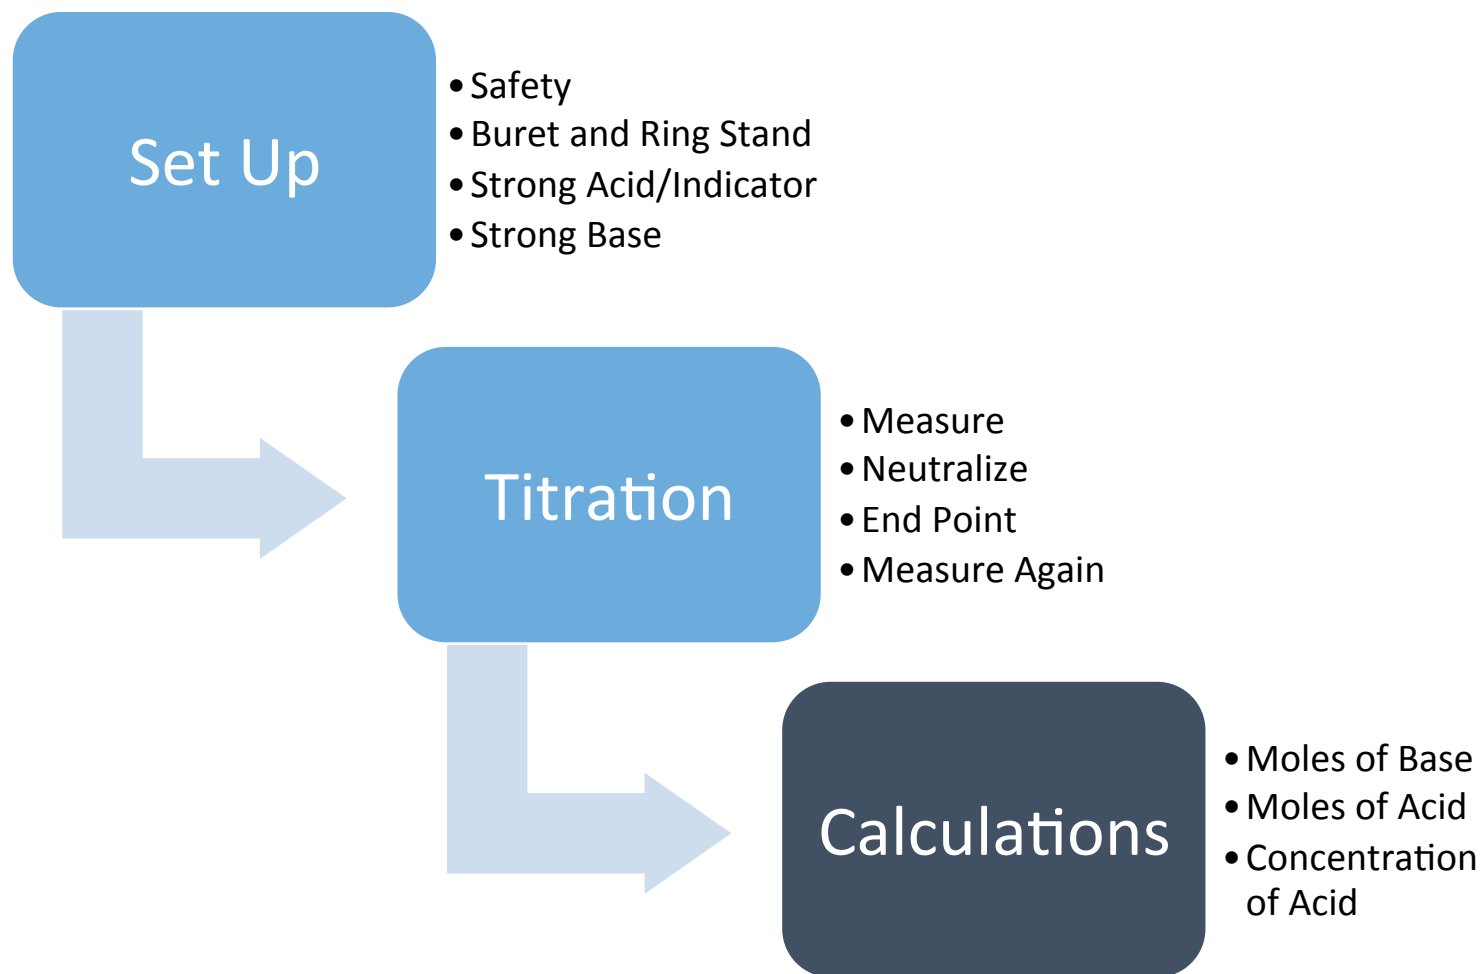 Set Up
• Safety
• Buret and Ring Stand
• Strong Acid/Indicator
• Strong Base
Titration
• Measure
• Neutralize
• End Point
• Measure Again
Calculations
• Moles of Base
• Moles of Acid
• Concentration
of Acid